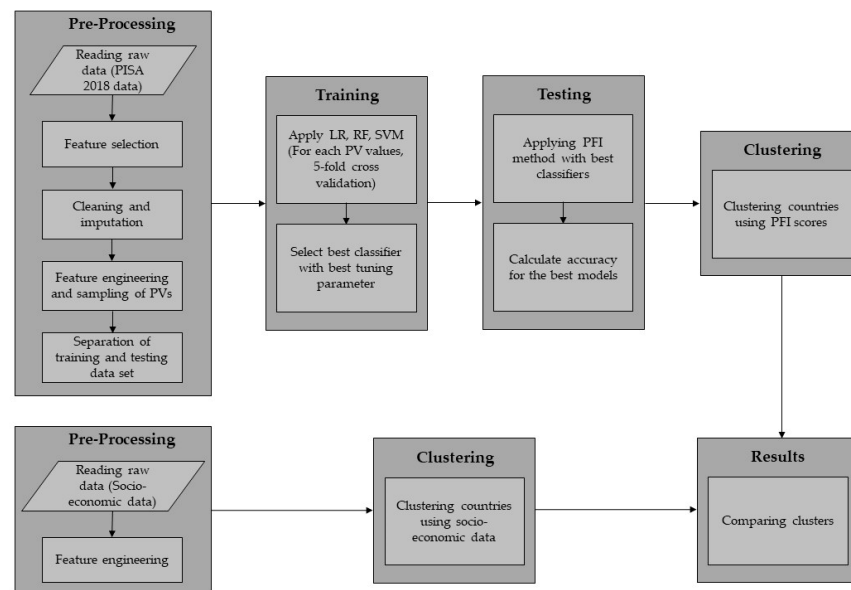 Pre-Processing
Reading raw
data (PISA
2018 data)
Feature selection
Cleaning and
imputation
Feature engineering
and sampling of PVs
Separation of
training and testing
data set
Training
Apply LR, RF, SVM
(For each PV values,
5-fold cross
validation)
Select best classifier
with best tuning
parameter
Testing
Applying PFI
method with best
classifiers
Calculate accuracy
for the best models
Clustering
Clustering countries
using PFI scores
Pre-Processing
Reading raw
data (Socio-
economic data)
Feature engineering
Clustering
Clustering countries
using socio-
economic data
Results
Comparing clusters